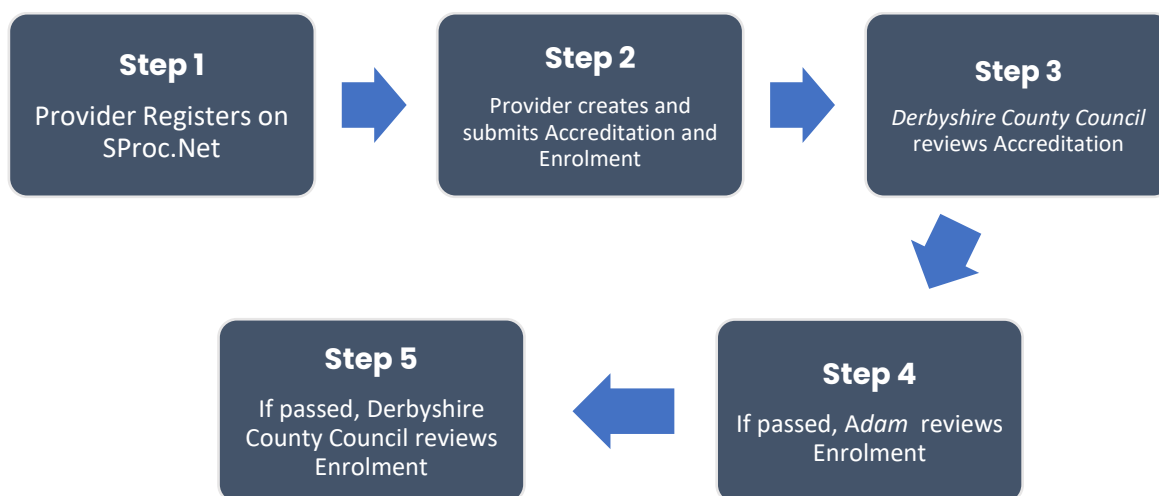 Step 1
Provider Registers on
SProc.Net
Step 2
Provider creates and
submits Accreditation and
Enrolment
Step 3
Derbyshire County Council
reviews Accreditation
Step 4
If passed, Adam reviews
Enrolment
Step 5
If passed, Derbyshire
County Council reviews
Enrolment